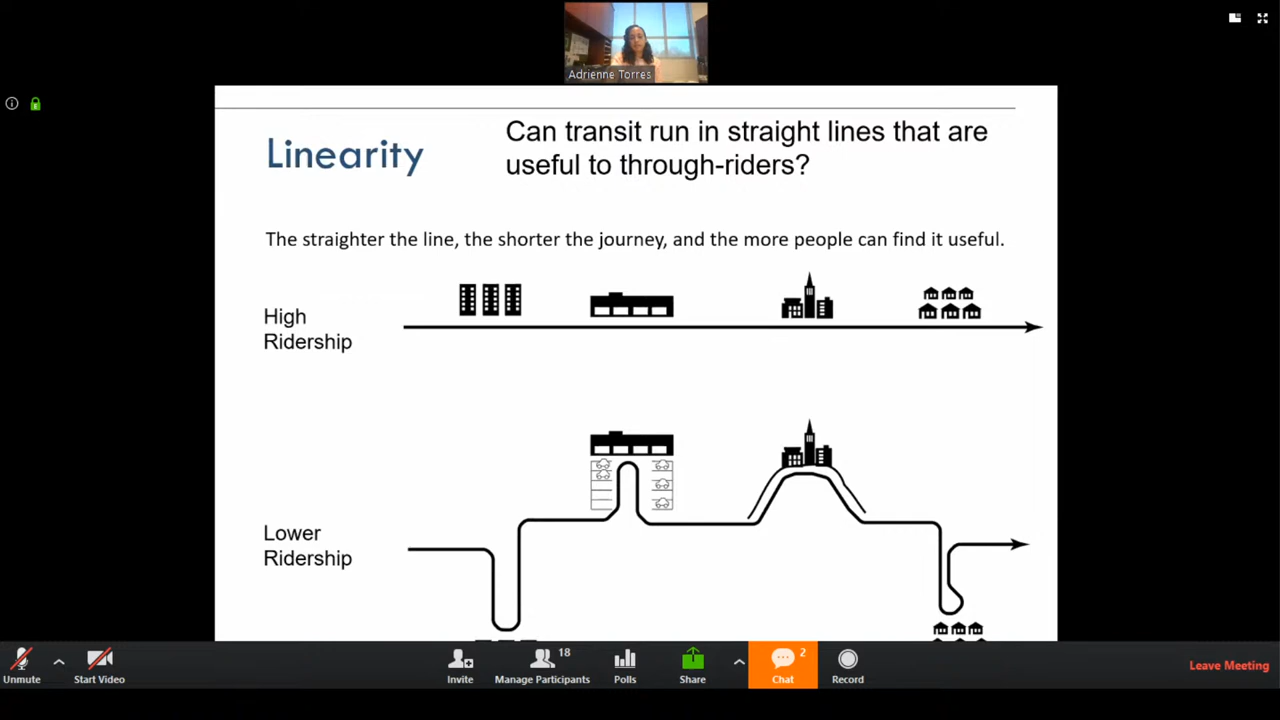 Adrienne Torres
Linearity
Can transit run in straight lines that are
useful to through-riders?
The straighter the line, the shorter the journey, and the more people can find it useful.
High
Ridership
Lower
Ridership
Unmute
Start Video
Invite
Manage Participants
18
Polls
Share
Chat
2
Record
Leave Meeting